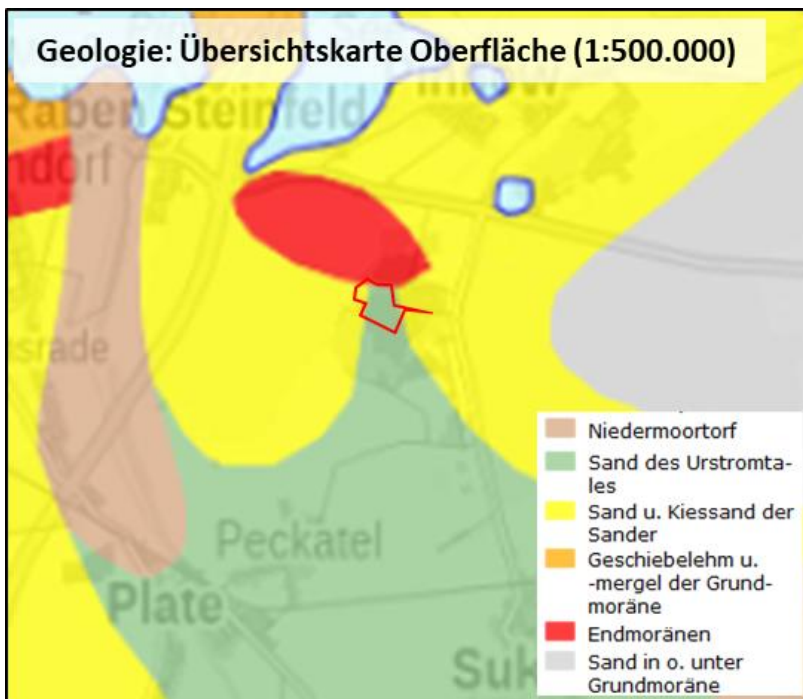 Geologie: Übersichtskarte Oberfläche (1:500.000)
Raben Steinfeld
ndorf
srade
Peckatel
Plate
Suk
Niedermoortorf
Sand des Urstromta-
les
Sand u. Kiessand der
Sander
Geschiebelehm u.
-mergel der Grund-
moräne
Endmoränen
Sand in o. unter
Grundmoräne